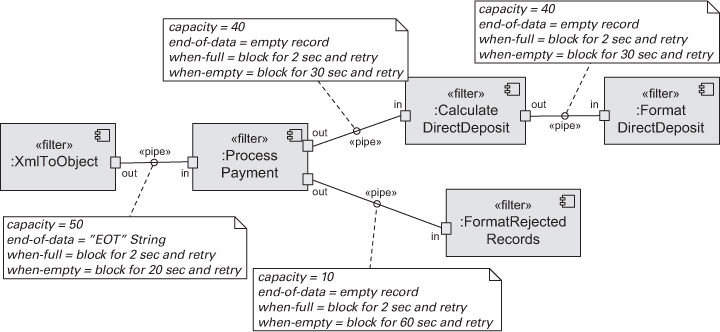 capacity = 40
end-of-data = empty record
when-full = block for 2 sec and retry
when-empty = block for 30 sec and retry
capacity = 40
end-of-data = empty record
when-full = block for 2 sec and retry
when-empty = block for 30 sec and retry
«filter»
:XmlToObject
out
«pipe»
in
«filter»
:Process
Payment
out
«pipe»
in
«filter»
:Calculate
DirectDeposit
out
«pipe»
in
«filter»
:Format
DirectDeposit
out
«pipe»
in
«filter»
:FormatRejected
Records
capacity = 50
end-of-data = "EOT" String
when-full = block for 2 sec and retry
when-empty = block for 20 sec and retry
capacity = 10
end-of-data = empty record
when-full = block for 2 sec and retry
when-empty = block for 60 sec and retry